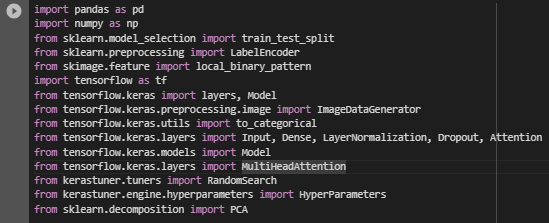 import pandas as pd
import numpy as np
from sklearn.model_selection import train_test_split
from sklearn.preprocessing import LabelEncoder
from skimage.feature import local_binary_pattern
import tensorflow as tf
from tensorflow.keras import layers, Model
from tensorflow.keras.preprocessing.image import ImageDataGenerator
from tensorflow.keras.utils import to_categorical
from tensorflow.keras.layers import Input, Dense, LayerNormalization, Dropout, Attention
from tensorflow.keras.models import Model
from tensorflow.keras.layers import MultiHeadAttention
from kerastuner.tuners import RandomSearch
from kerastuner.engine.hyperparameters import HyperParameters
from sklearn.decomposition import PCA